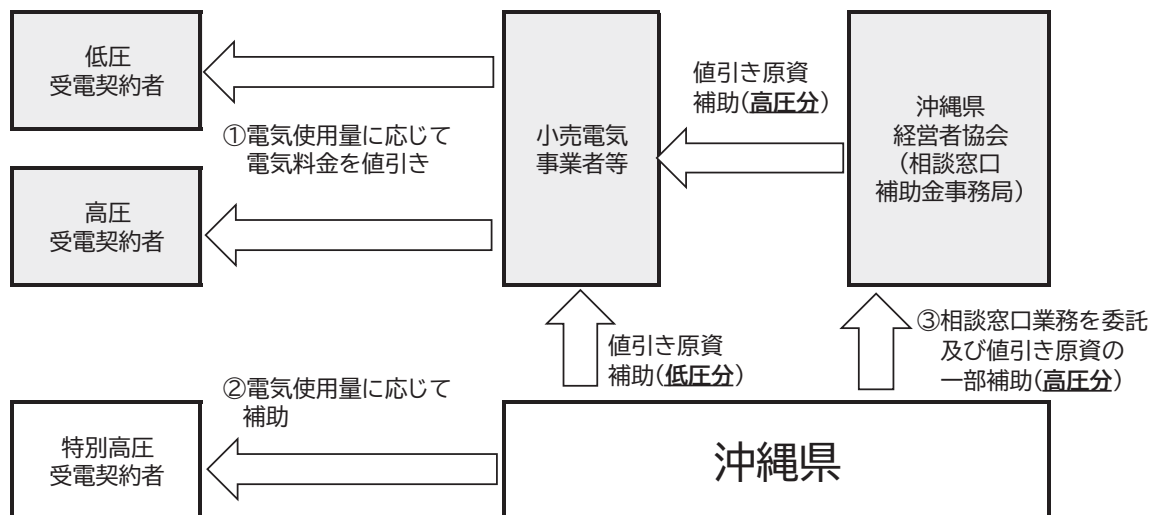 低圧
受電契約者
①電気使用量に応じて
電気料金を値引き
高圧
受電契約者
小売電気
事業者等
値引き原資
補助(高圧分)
沖縄県
経営者協会
(相談窓口
補助金事務局)
値引き原資
補助(低圧分)
③相談窓口業務を委託
及び値引き原資の
一部補助(高圧分)
②電気使用量に応じて
補助
特別高圧
受電契約者
沖縄県